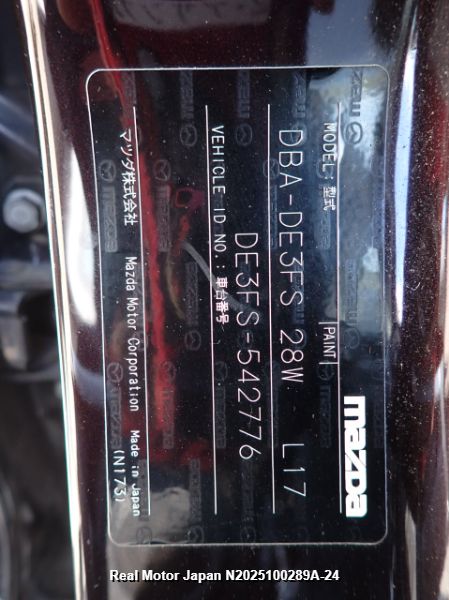 mazda
MODEL:型式 PAINT
DBA-DE3FS 28W L17
VEHICLE ID NO.:車台番号
DE3FS-542776
マツダ株式会社 Mazda Motor Corporation Made in Japan
(N173)
Real Motor Japan N2025100289A-24